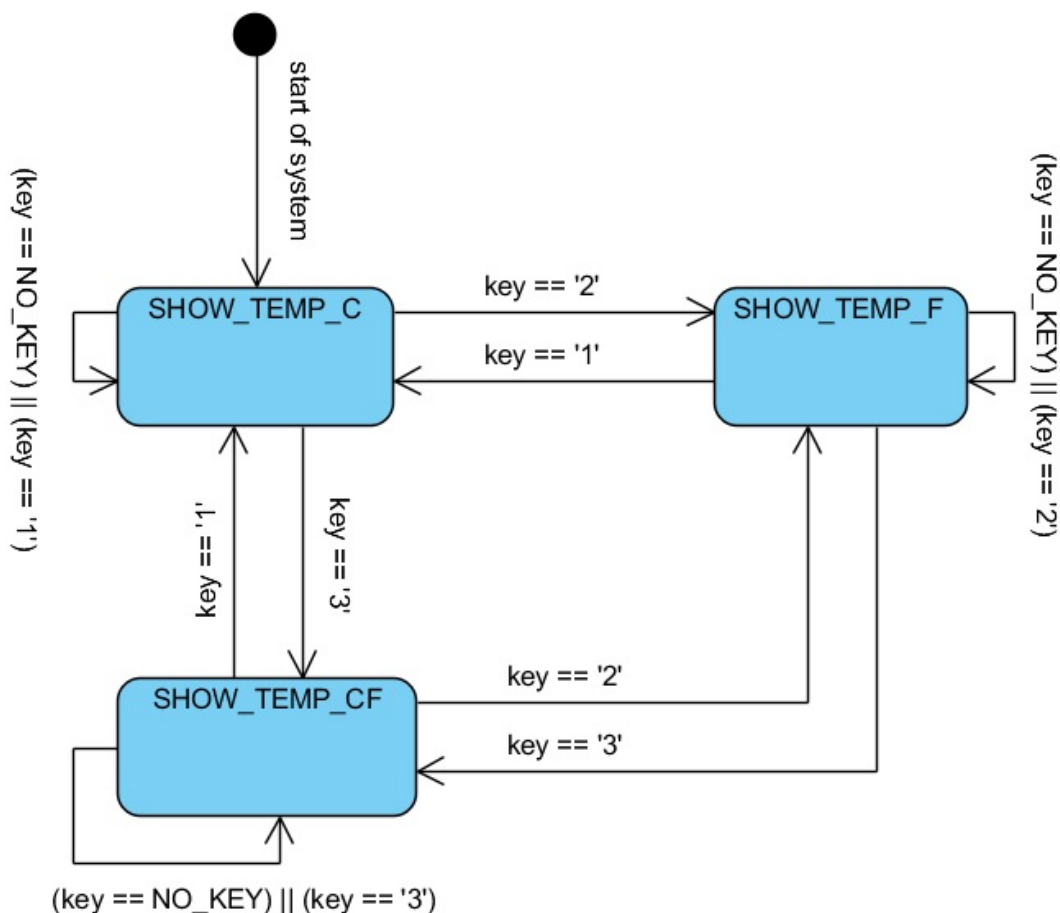 start of system
(key == NO_KEY) || (key == '1')
(key == NO_KEY) || (key == '2')
SHOW_TEMP_C
key == '2'
SHOW_TEMP_F
key == '1'
key == '1'
key == '3'
SHOW_TEMP_CF
key == '2'
key == '3'
(key == NO_KEY) || (key == '3')